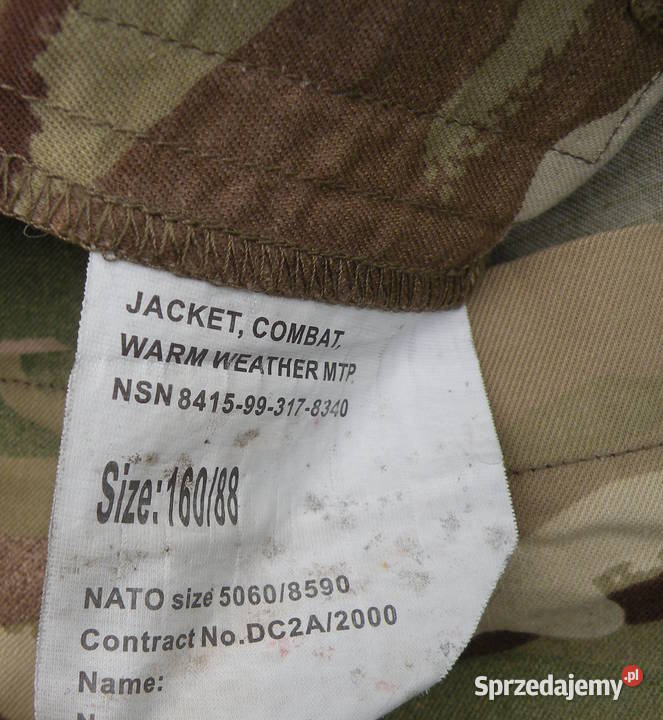 JACKET, COMBAT,
WARM WEATHER MTP
NSN 8415-99-317-8340
Size: 160/88
NATO size 5060/8590
Contract No.DC2A/2000
Name:
Sprzedajemy.pl